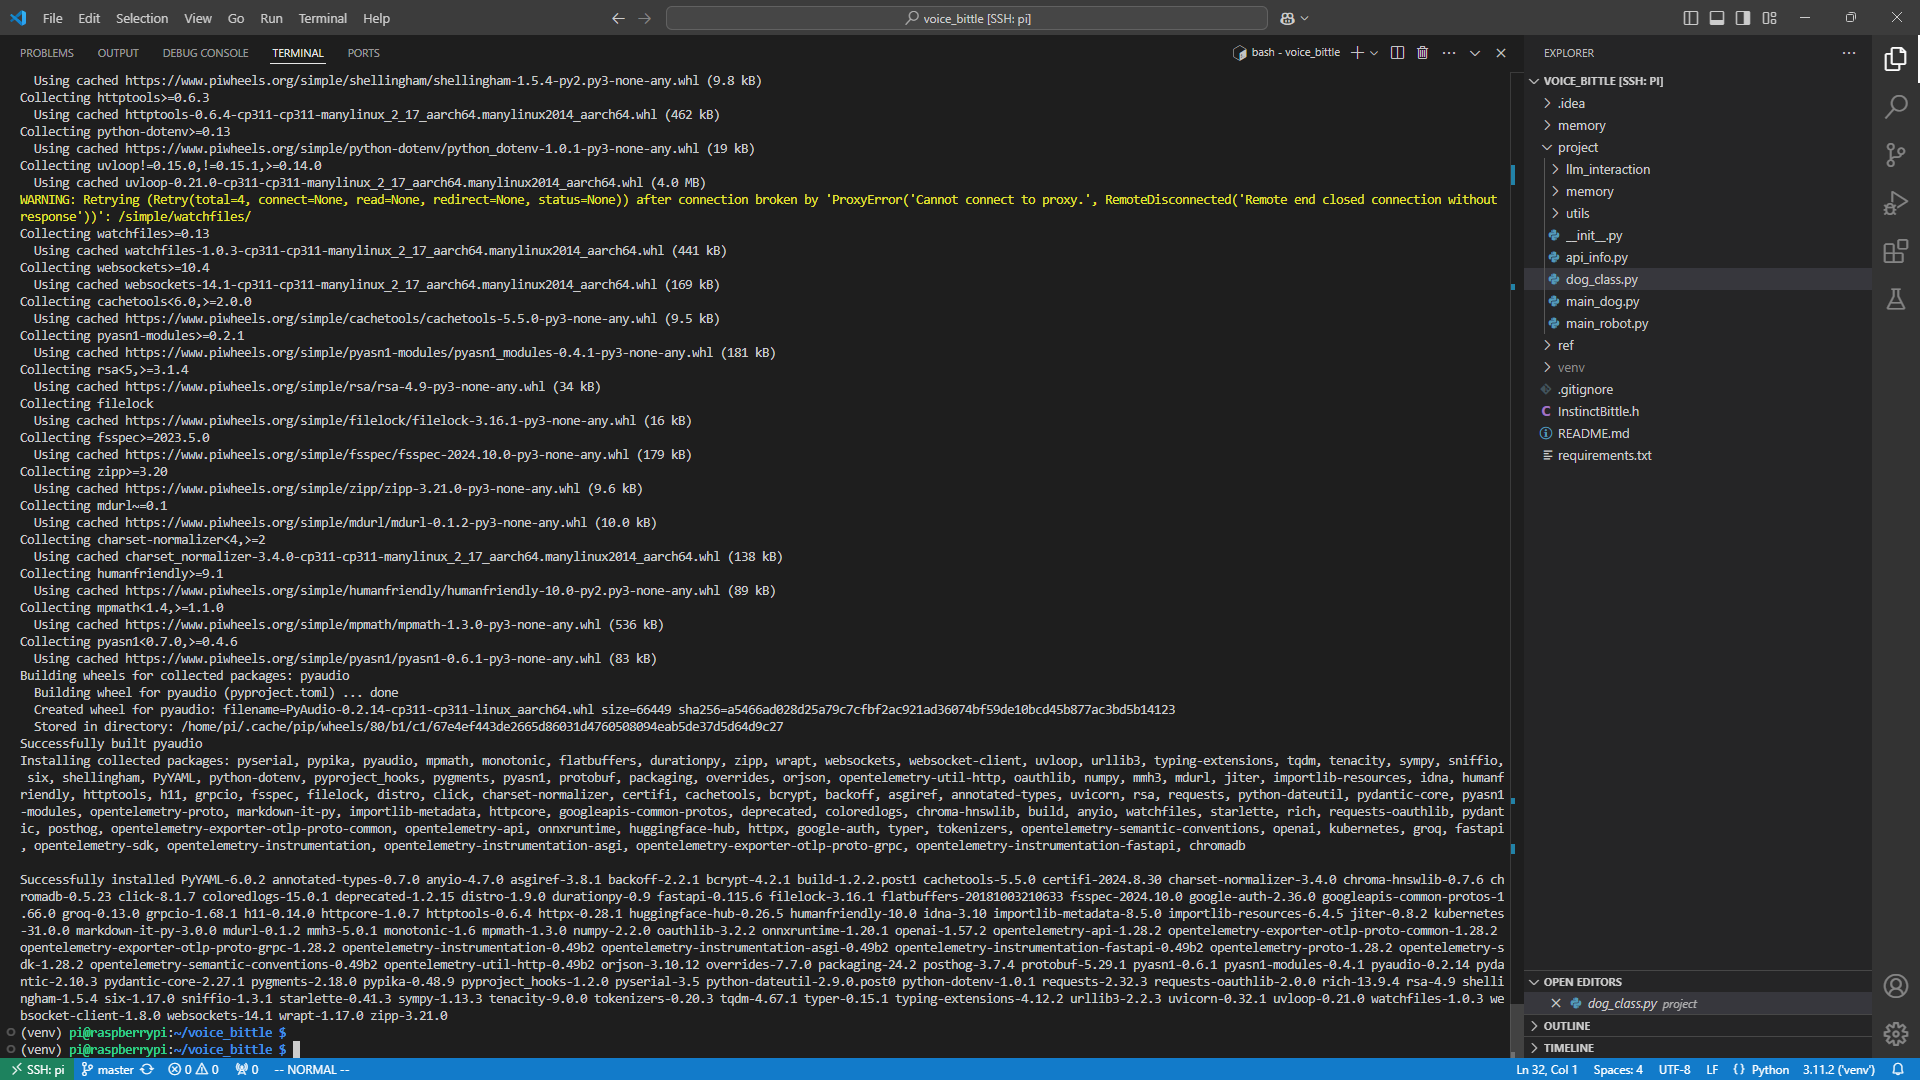 File Edit Selection View Go Run Terminal Help
voice_bittle [SSH: pi]
PROBLEMS OUTPUT DEBUG CONSOLE TERMINAL PORTS
bash - voice_bittle
Using cached https://www.piwheels.org/simple/shellingham/shellingham-1.5.4-py2.py3-none-any.whl (9.8 kB)
Collecting httptools>=0.6.3
Using cached httptools-0.6.4-cp311-cp311-manylinux_2_17_aarch64.manylinux2014_aarch64.whl (462 kB)
Collecting python-dotenv>=0.13
Using cached https://www.piwheels.org/simple/python-dotenv/python_dotenv-1.0.1-py3-none-any.whl (19 kB)
Collecting uvloop!=0.15.0,!=0.15.1,>=0.14.0
Using cached uvloop-0.21.0-cp311-cp311-manylinux_2_17_aarch64.manylinux2014_aarch64.whl (4.0 MB)
WARNING: Retrying (Retry(total=4, connect=None, read=None, redirect=None, status=None)) after connection broken by 'ProxyError('Cannot connect to proxy.', RemoteDisconnected('Remote end closed connection without
response'))': /simple/watchfiles/
Collecting watchfiles>=0.13
Using cached watchfiles-1.0.3-cp311-cp311-manylinux_2_17_aarch64.manylinux2014_aarch64.whl (441 kB)
Collecting websockets>=10.4
Using cached websockets-14.1-cp311-cp311-manylinux_2_17_aarch64.manylinux2014_aarch64.whl (169 kB)
Collecting cachetools<6.0,>=2.0.0
Using cached https://www.piwheels.org/simple/cachetools/cachetools-5.5.0-py3-none-any.whl (9.5 kB)
Collecting pyasn1-modules>=0.2.1
Using cached https://www.piwheels.org/simple/pyasn1-modules/pyasn1_modules-0.4.1-py3-none-any.whl (181 kB)
Collecting rsa<5,>=3.1.4
Using cached https://www.piwheels.org/simple/rsa/rsa-4.9-py3-none-any.whl (34 kB)
Collecting filelock
Using cached https://www.piwheels.org/simple/filelock/filelock-3.16.1-py3-none-any.whl (16 kB)
Collecting fsspec>=2023.5.0
Using cached https://www.piwheels.org/simple/fsspec/fsspec-2024.10.0-py3-none-any.whl (179 kB)
Collecting zipp>=3.20
Using cached https://www.piwheels.org/simple/zipp/zipp-3.21.0-py3-none-any.whl (9.6 kB)
Collecting mdurl~=0.1
Using cached https://www.piwheels.org/simple/mdurl/mdurl-0.1.2-py3-none-any.whl (10.0 kB)
Collecting charset-normalizer<4,>=2
Using cached charset_normalizer-3.4.0-cp311-cp311-manylinux_2_17_aarch64.manylinux2014_aarch64.whl (138 kB)
Collecting humanfriendly>=9.1
Using cached https://www.piwheels.org/simple/humanfriendly/humanfriendly-10.0-py2.py3-none-any.whl (89 kB)
Collecting mpmath<1.4,>=1.1.0
Using cached https://www.piwheels.org/simple/mpmath/mpmath-1.3.0-py3-none-any.whl (536 kB)
Collecting pyasn1<0.7.0,>=0.4.6
Using cached https://www.piwheels.org/simple/pyasn1/pyasn1-0.6.1-py3-none-any.whl (83 kB)
Building wheels for collected packages: pyaudio
Building wheel for pyaudio (pyproject.toml) ... done
Created wheel for pyaudio: filename=PyAudio-0.2.14-cp311-cp311-linux_aarch64.whl size=66449 sha256=a5466ad028d25a79c7cfbf2ac921ad36074bf59de10bcd45b877ac3bd5b14123
Stored in directory: /home/pi/.cache/pip/wheels/80/b1/c1/67e4ef443de2665d86031d4760508094eab5de37d5d64d9c27
Successfully built pyaudio
Installing collected packages: pyserial, pypika, pyaudio, mpmath, monotonic, flatbuffers, durationpy, zipp, wrapt, websockets, websocket-client, uvloop, urllib3, typing-extensions, tqdm, tenacity, sympy, sniffio,
six, shellingham, PyYAML, python-dotenv, pyproject_hooks, pygments, pyasn1, protobuf, packaging, overrides, orjson, opentelemetry-util-http, oauthlib, numpy, mmh3, mdurl, jiter, importlib-resources, idna, humanf
riendly, httptools, h11, grpcio, fsspec, filelock, distro, click, charset-normalizer, certifi, cachetools, bcrypt, backoff, asgiref, annotated-types, uvicorn, rsa, requests, python-dateutil, pydantic-core, pyasn1
-modules, opentelemetry-proto, markdown-it-py, importlib-metadata, httpcore, googleapis-common-protos, deprecated, coloredlogs, chroma-hnswlib, build, anyio, watchfiles, starlette, rich, requests-oauthlib, pydant
ic, posthog, opentelemetry-exporter-otlp-proto-common, opentelemetry-api, onnxruntime, huggingface-hub, httpx, google-auth, typer, tokenizers, opentelemetry-semantic-conventions, openai, kubernetes, groq, fastapi
, opentelemetry-sdk, opentelemetry-instrumentation, opentelemetry-instrumentation-asgi, opentelemetry-exporter-otlp-proto-grpc, opentelemetry-instrumentation-fastapi, chromadb
Successfully installed PyYAML-6.0.2 annotated-types-0.7.0 anyio-4.7.0 asgiref-3.8.1 backoff-2.2.1 bcrypt-4.2.1 build-1.2.2.post1 cachetools-5.5.0 certifi-2024.8.30 charset-normalizer-3.4.0 chroma-hnswlib-0.7.6 ch
romadb-0.5.23 click-8.1.7 coloredlogs-15.0.1 deprecated-1.2.15 distro-1.9.0 durationpy-0.9 fastapi-0.115.6 filelock-3.16.1 flatbuffers-20181003210633 fsspec-2024.10.0 google-auth-2.36.0 googleapis-common-protos-1
.66.0 groq-0.13.0 grpcio-1.68.1 h11-0.14.0 httpcore-1.0.7 httptools-0.6.4 httpx-0.28.1 huggingface-hub-0.26.5 humanfriendly-10.0 idna-3.10 importlib-metadata-8.5.0 importlib-resources-6.4.5 jiter-0.8.2 kubernetes
-31.0.0 markdown-it-py-3.0.0 mdurl-0.1.2 mmh3-5.0.1 monotonic-1.6 mpmath-1.3.0 numpy-2.2.0 oauthlib-3.2.2 onnxruntime-1.20.1 openai-1.57.2 opentelemetry-api-1.28.2 opentelemetry-exporter-otlp-proto-common-1.28.2
opentelemetry-exporter-otlp-proto-grpc-1.28.2 opentelemetry-instrumentation-0.49b2 opentelemetry-instrumentation-asgi-0.49b2 opentelemetry-instrumentation-fastapi-0.49b2 opentelemetry-proto-1.28.2 opentelemetry-s
dk-1.28.2 opentelemetry-semantic-conventions-0.49b2 opentelemetry-util-http-0.49b2 orjson-3.10.12 overrides-7.7.0 packaging-24.2 posthog-3.7.4 protobuf-5.29.1 pyasn1-0.6.1 pyasn1-modules-0.4.1 pyaudio-0.2.14 pyda
ntic-2.10.3 pydantic-core-2.27.1 pygments-2.18.0 pypika-0.48.9 pyproject_hooks-1.2.0 pyserial-3.5 python-dateutil-2.9.0.post0 python-dotenv-1.0.1 requests-2.32.3 requests-oauthlib-2.0.0 rich-13.9.4 rsa-4.9 shelli
ngham-1.5.4 six-1.17.0 sniffio-1.3.1 starlette-0.41.3 sympy-1.13.3 tenacity-9.0.0 tokenizers-0.20.3 tqdm-4.67.1 typer-0.15.1 typing-extensions-4.12.2 urllib3-2.2.3 uvicorn-0.32.1 uvloop-0.21.0 watchfiles-1.0.3 we
bsocket-client-1.8.0 websockets-14.1 wrapt-1.17.0 zipp-3.21.0
(venv) pi@raspberrypi:~/voice_bittle $
(venv) pi@raspberrypi:~/voice_bittle $
EXPLORER
VOICE_BITTLE [SSH: PI]
.idea
memory
project
llm_interaction
memory
utils
__init__.py
api_info.py
dog_class.py
main_dog.py
main_robot.py
ref
venv
.gitignore
InstinctBittle.h
README.md
requirements.txt
OPEN EDITORS
dog_class.py project
OUTLINE
TIMELINE
SSH: pi master 0 0 0 -- NORMAL -- Ln 32, Col 1 Spaces: 4 UTF-8 LF Python 3.11.2 ('venv')